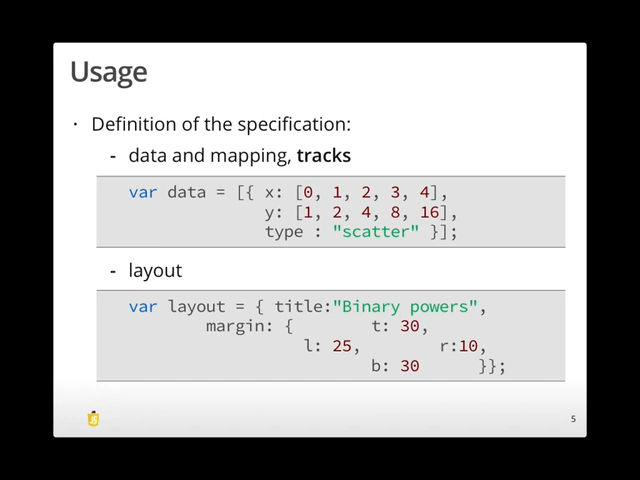 Usage
· Definition of the specification:
- data and mapping, tracks
var data = [{ x: [0, 1, 2, 3, 4],
y: [1, 2, 4, 8, 16],
type : "scatter" }];
- layout
var layout = { title:"Binary powers",
margin: { t: 30,
l: 25, r:10,
b: 30 }};
5